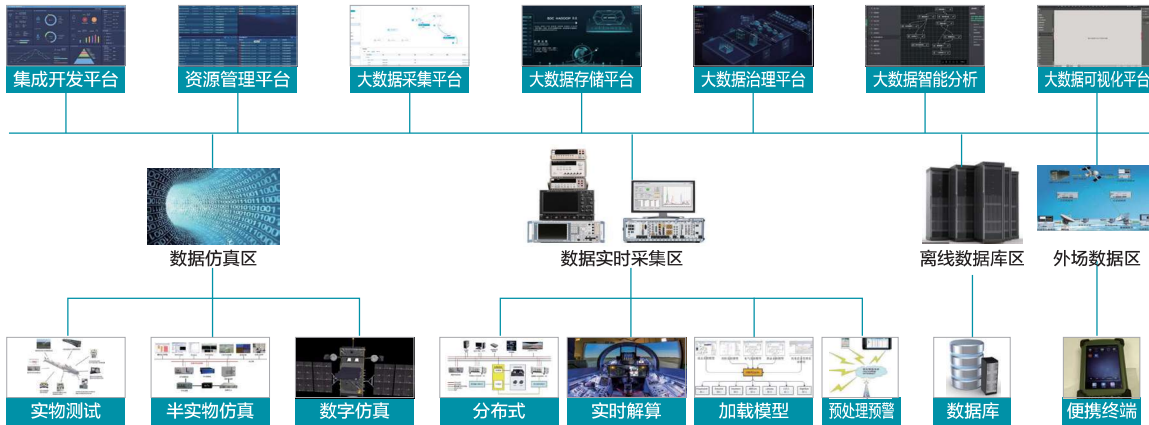 集成开发平台
资源管理平台
大数据采集平台
大数据存储平台
大数据治理平台
大数据智能分析
大数据可视化平台
数据仿真区
数据实时采集区
离线数据库区
外场数据区
实物测试
半实物仿真
数字仿真
分布式
实时解算
加载模型
预处理预警
数据库
便携终端